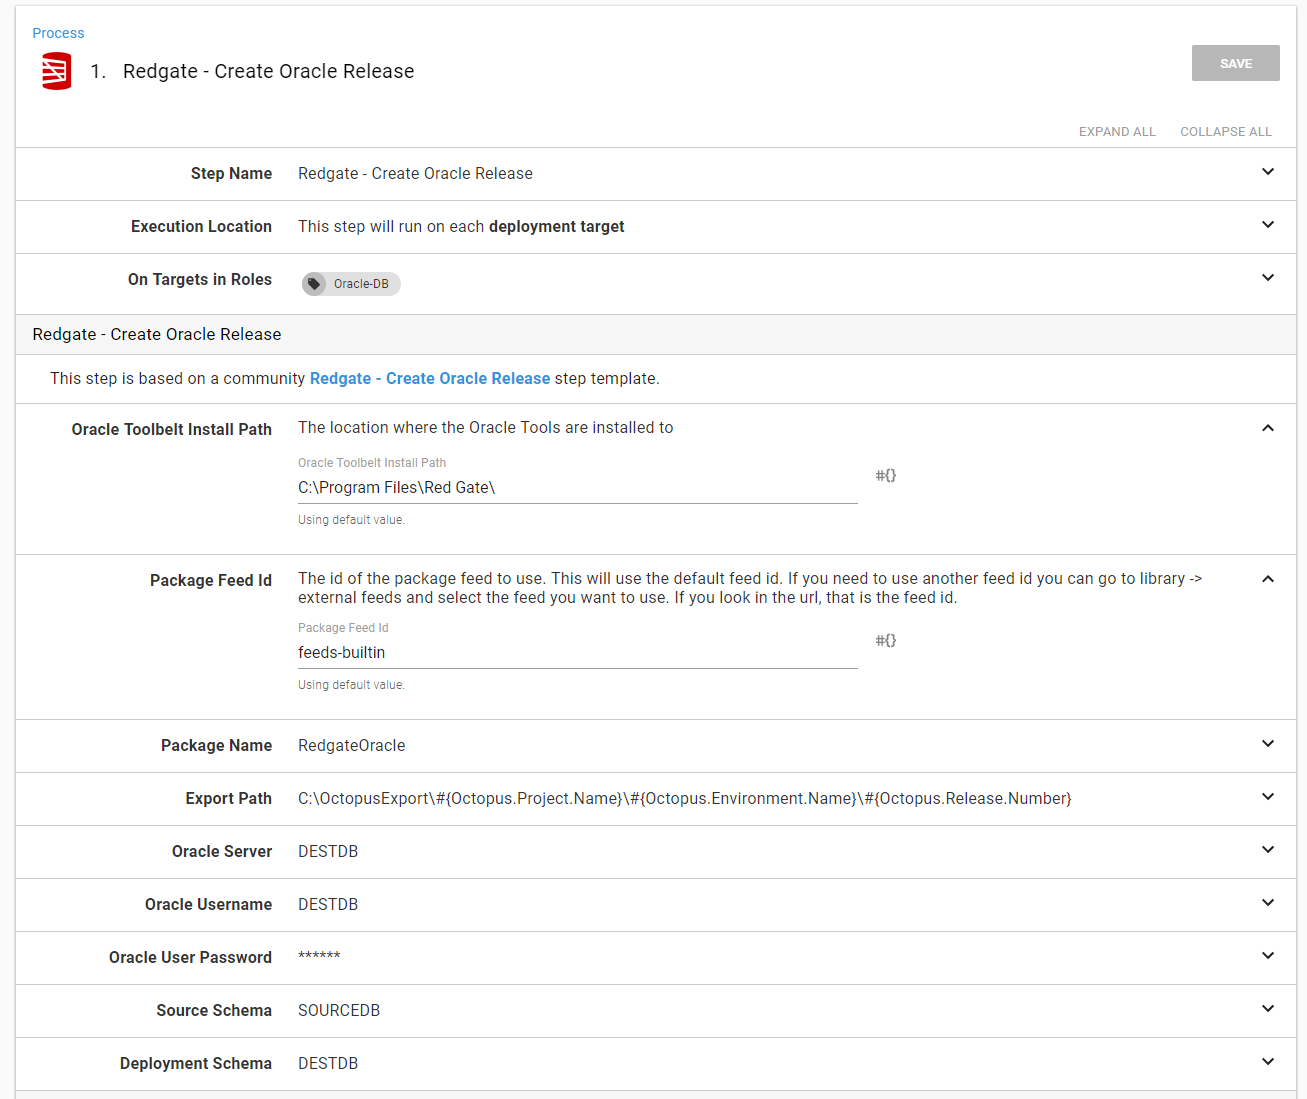 Process
1. Redgate - Create Oracle Release
SAVE
EXPAND ALL COLLAPSE ALL
Step Name Redgate - Create Oracle Release
Execution Location This step will run on each deployment target
On Targets in Roles Oracle-DB
Redgate - Create Oracle Release
This step is based on a community Redgate - Create Oracle Release step template.
Oracle Toolbelt Install Path The location where the Oracle Tools are installed to
Oracle Toolbelt Install Path
C:\Program Files\Red Gate\
#{}
Using default value.
Package Feed Id The id of the package feed to use. This will use the default feed id. If you need to use another feed id you can go to library ->
external feeds and select the feed you want to use. If you look in the url, that is the feed id.
Package Feed Id
feeds-builtin
#{}
Using default value.
Package Name RedgateOracle
Export Path C:\OctopusExport\#{Octopus.Project.Name}\#{Octopus.Environment.Name}\#{Octopus.Release.Number}
Oracle Server DESTDB
Oracle Username DESTDB
Oracle User Password ******
Source Schema SOURCEDB
Deployment Schema DESTDB